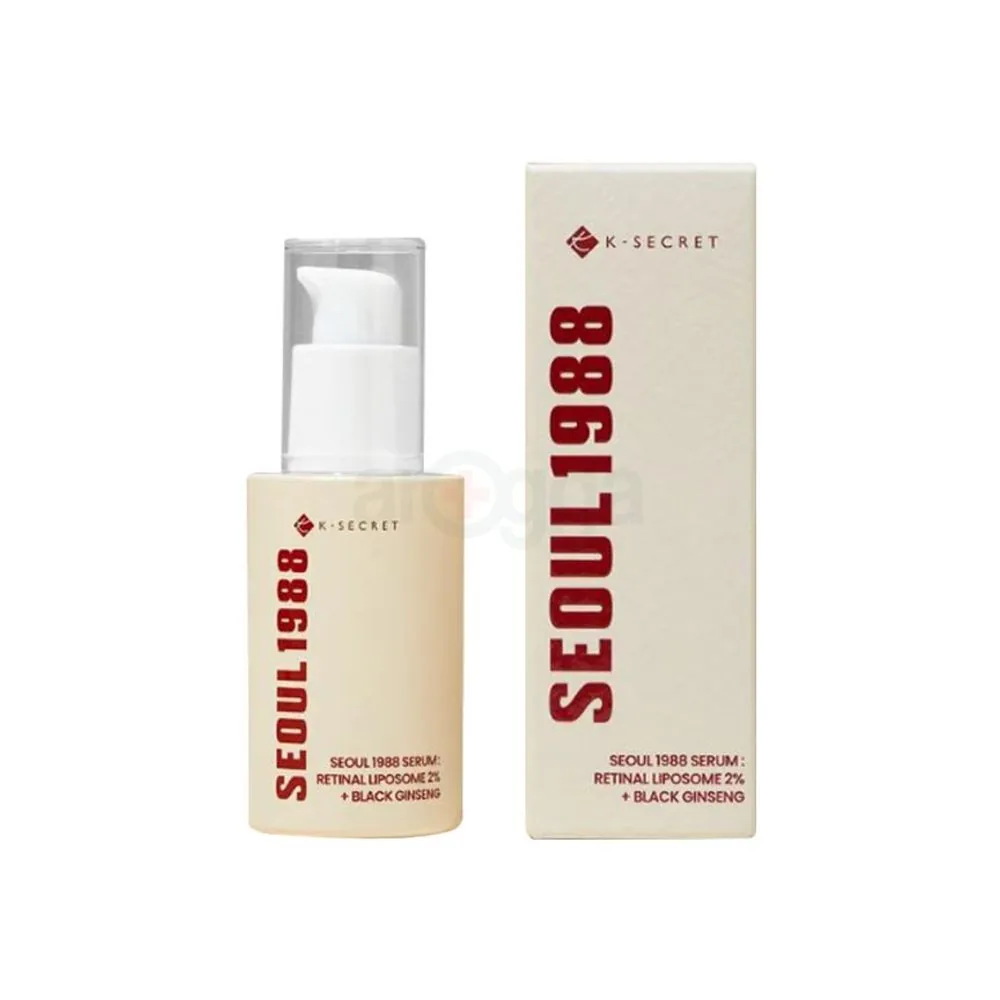 K-SECRET
SEOUL1988
SEOUL 1988 SERUM :
RETINAL LIPOSOME 2%
+ BLACK GINSENG
K-SECRET
SEOUL1988
SEOUL 1988 SERUM :
RETINAL LIPOSOME 2%
+ BLACK GINSENG
arogga